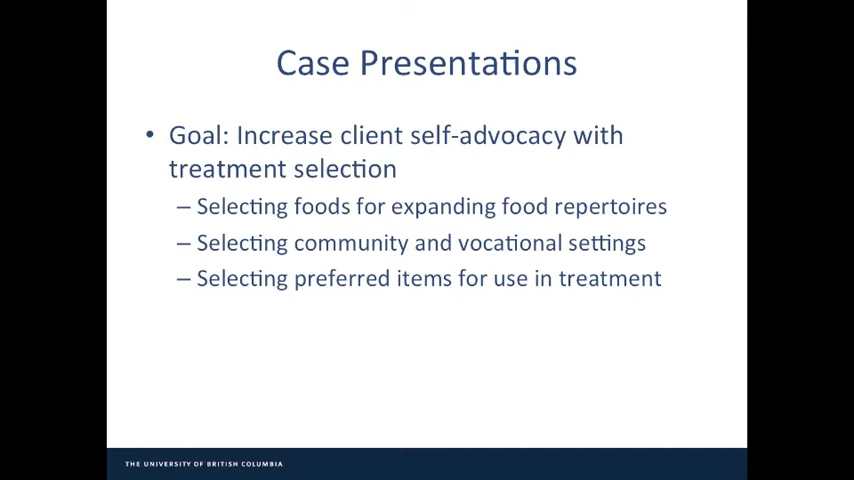 Case Presentations
• Goal: Increase client self-advocacy with
treatment selection
– Selecting foods for expanding food repertoires
– Selecting community and vocational settings
– Selecting preferred items for use in treatment
THE UNIVERSITY OF BRITISH COLUMBIA